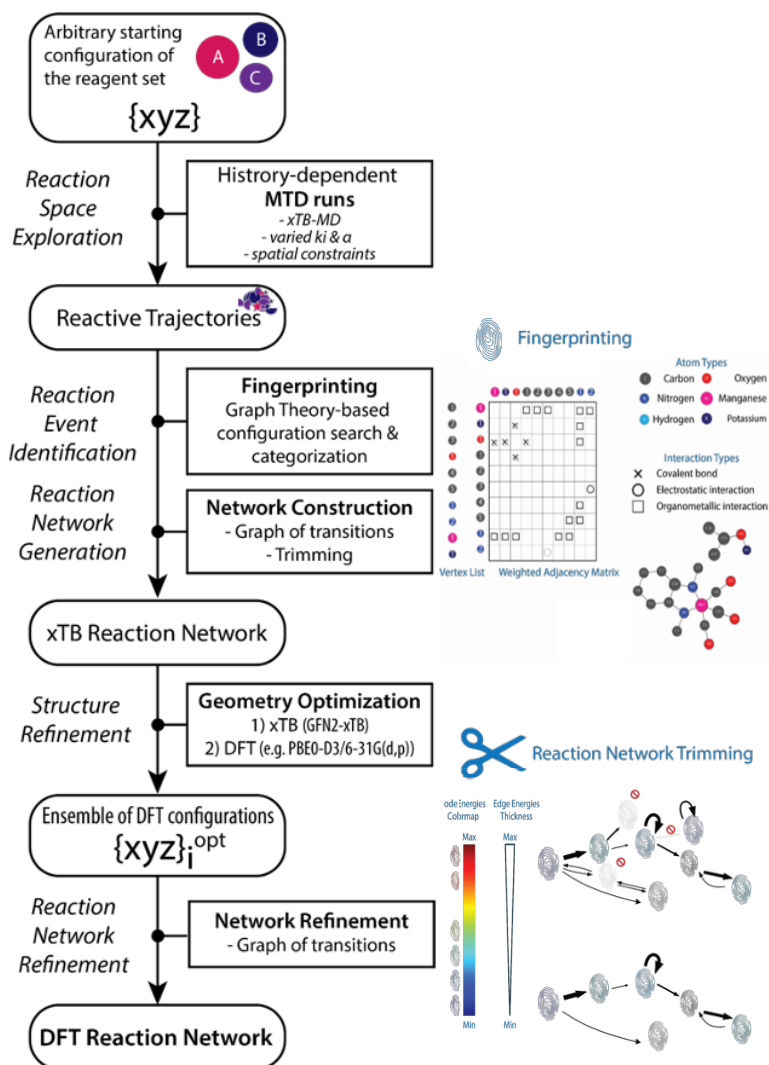 Arbitrary starting
configuration of
the reagent set
A
B
C
{xyz}
Reaction
Space
Exploration
Histrory-dependent
MTD runs
- xTB-MD
- varied ki & a
- spatial constraints
Reactive Trajectories
Reaction
Event
Identification
Fingerprinting
Graph Theory-based
configuration search &
categorization
Reaction
Network
Generation
Network Construction
- Graph of transitions
- Trimming
xTB Reaction Network
Structure
Refinement
Geometry Optimization
1) xTB (GFN2-xTB)
2) DFT (e.g. PBE0-D3/6-31G(d,p))
Ensemble of DFT configurations
{xyz}i opt
Reaction
Network
Refinement
Network Refinement
- Graph of transitions
DFT Reaction Network
Fingerprinting
Vertex List
Weighted Adjacency Matrix
Atom Types
Carbon Oxygen
Nitrogen Manganese
Hydrogen Potassium
Interaction Types
Covalent bond
Electrostatic interaction
Organometallic interaction
Reaction Network Trimming
ode Energies
Colormap
Max
Min
Edge Energies
Thickness
Max
Min